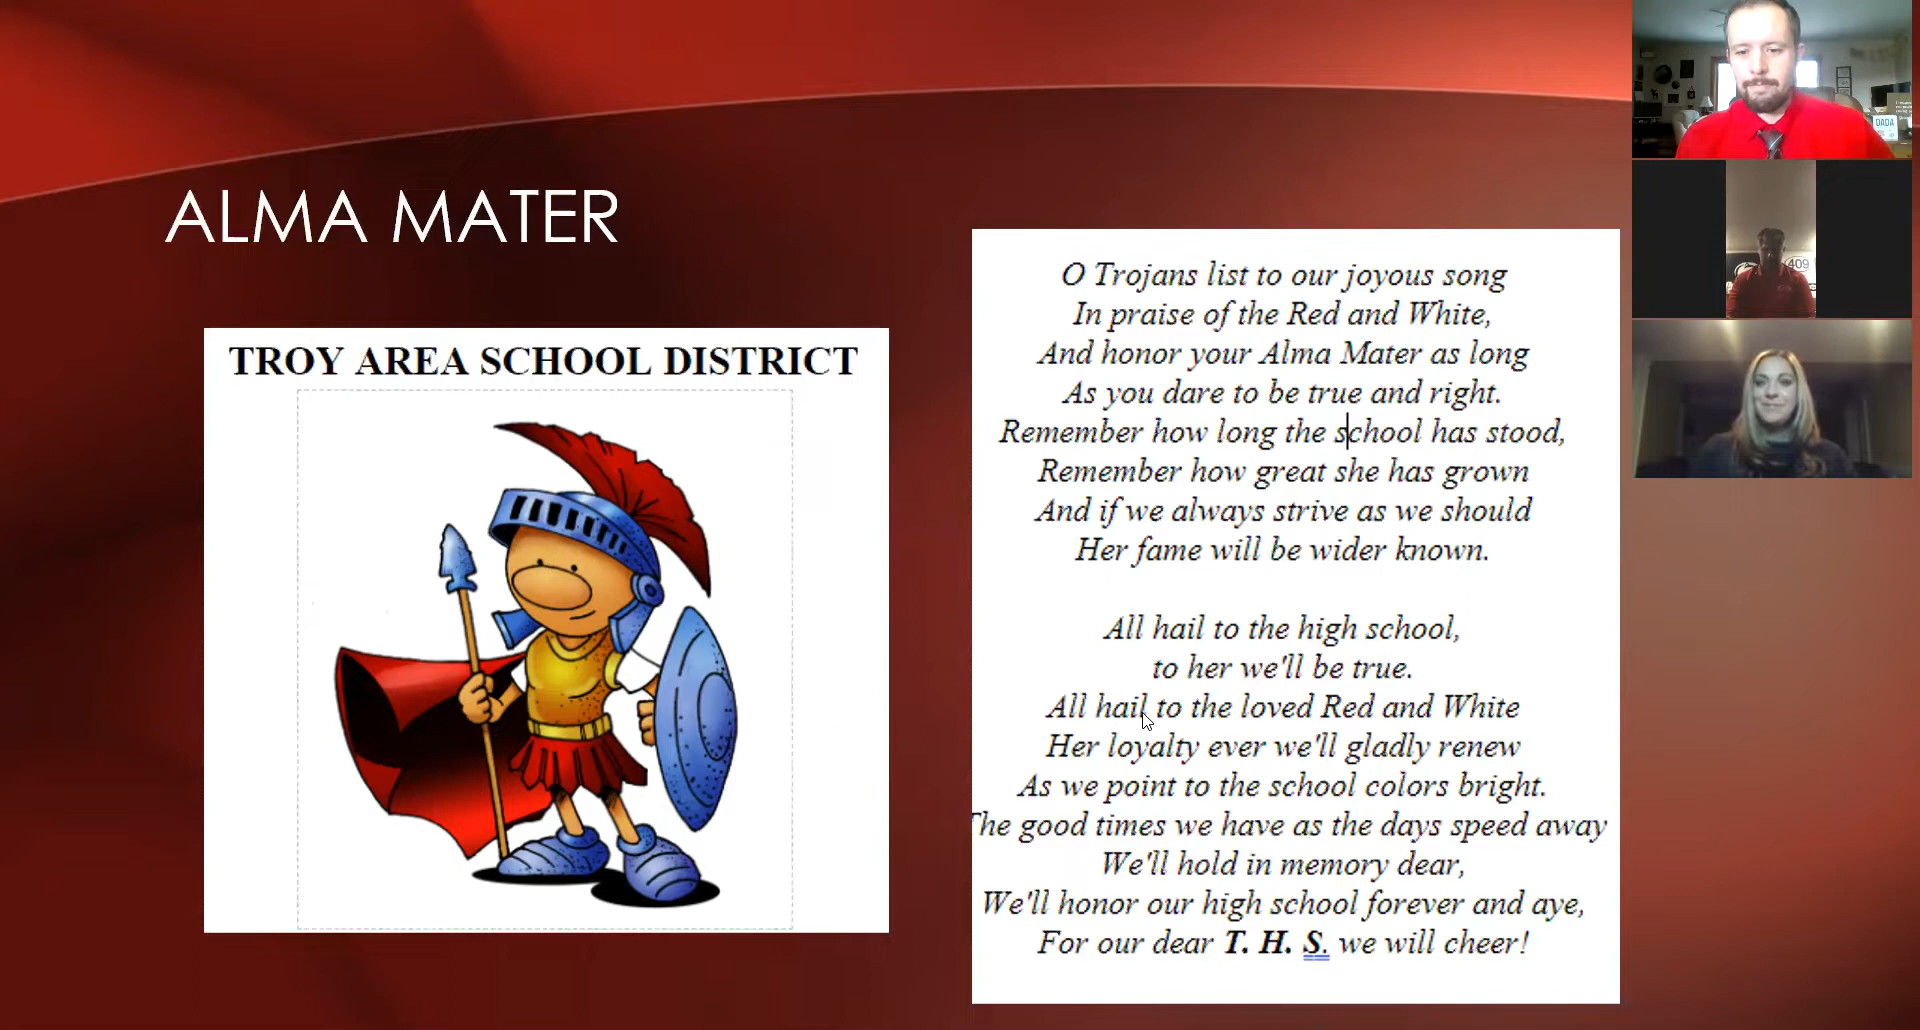 ALMA MATER
TROY AREA SCHOOL DISTRICT
O Trojans list to our joyous song
In praise of the Red and White,
And honor your Alma Mater as long
As you dare to be true and right.
Remember how long the school has stood,
Remember how great she has grown
And if we always strive as we should
Her fame will be wider known.
All hail to the high school,
to her we'll be true.
All hail to the loved Red and White
Her loyalty ever we'll gladly renew
As we point to the school colors bright.
The good times we have as the days speed away
We'll hold in memory dear,
We'll honor our high school forever and aye,
For our dear T. H. S. we will cheer!
DADA
409